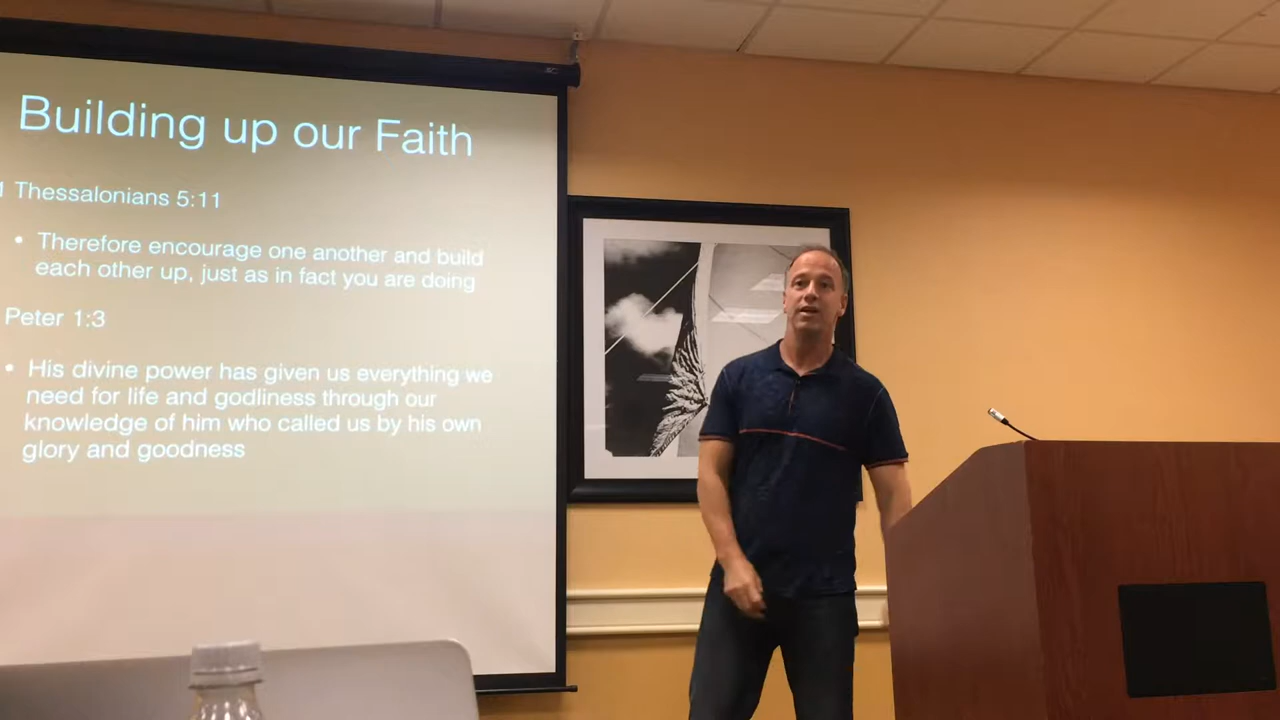 Building up our Faith
1 Thessalonians 5:11
• Therefore encourage one another and build
each other up, just as in fact you are doing
Peter 1:3
• His divine power has given us everything we
need for life and godliness through our
knowledge of him who called us by his own
glory and goodness